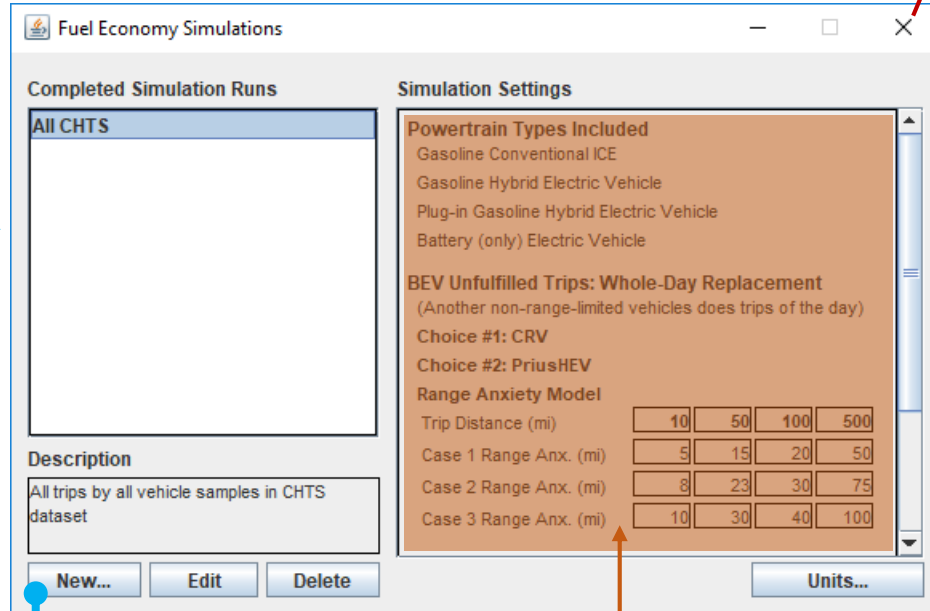 Fuel Economy Simulations
Completed Simulation Runs
All CHTS
Description
All trips by all vehicle samples in CHTS
dataset
New...
Edit
Delete
Simulation Settings
Powertrain Types Included
Gasoline Conventional ICE
Gasoline Hybrid Electric Vehicle
Plug-in Gasoline Hybrid Electric Vehicle
Battery (only) Electric Vehicle
BEV Unfulfilled Trips: Whole-Day Replacement
(Another non-range-limited vehicles does trips of the day)
Choice #1: CRV
Choice #2: PriusHEV
Range Anxiety Model
Trip Distance (mi) 10 50 100 500
Case 1 Range Anx. (mi) 5 15 20 50
Case 2 Range Anx. (mi) 8 23 30 75
Case 3 Range Anx. (mi) 10 30 40 100
Units...